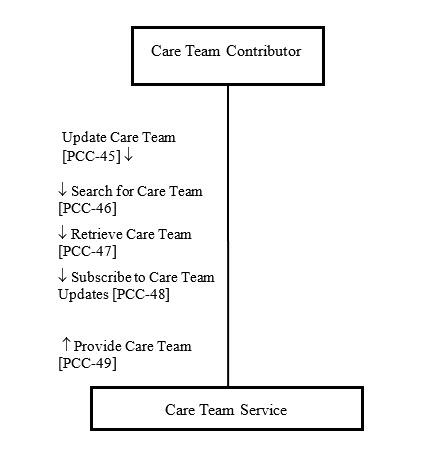 Care Team Contributor
Update Care Team
[PCC-45] ↓
↓ Search for Care Team
[PCC-46]
↓ Retrieve Care Team
[PCC-47]
↓ Subscribe to Care Team
Updates [PCC-48]
↑ Provide Care Team
[PCC-49]
Care Team Service